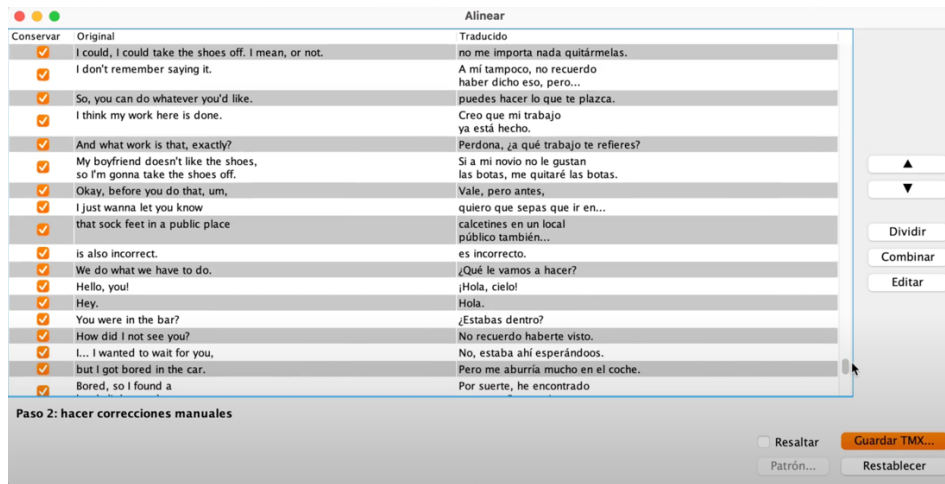 Alinear
Conservar Original Traducido
I could, I could take the shoes off. I mean, or not. no me importa nada quitármelas.
I don't remember saying it. A mí tampoco, no recuerdo
haber dicho eso, pero...
So, you can do whatever you'd like. puedes hacer lo que te plazca.
I think my work here is done. Creo que mi trabajo
ya está hecho.
And what work is that, exactly? Perdona, ¿a qué trabajo te refieres?
My boyfriend doesn't like the shoes, Si a mi novio no le gustan
so I'm gonna take the shoes off. las botas, me quitaré las botas.
Okay, before you do that, um, Vale, pero antes,
I just wanna let you know quiero que sepas que ir en...
that sock feet in a public place calcetines en un local
público también...
is also incorrect. es incorrecto.
We do what we have to do. ¿Qué le vamos a hacer?
Hello, you! ¡Hola, cielo!
Hey. Hola.
You were in the bar? ¿Estabas dentro?
How did I not see you? No recuerdo haberte visto.
I... I wanted to wait for you, No, estaba ahí esperándoos.
but I got bored in the car. Pero me aburría mucho en el coche.
Bored, so I found a Por suerte, he encontrado
▲
▼
Dividir
Combinar
Editar
Paso 2: hacer correcciones manuales
Resaltar Guardar TMX...
Patrón... Restablecer